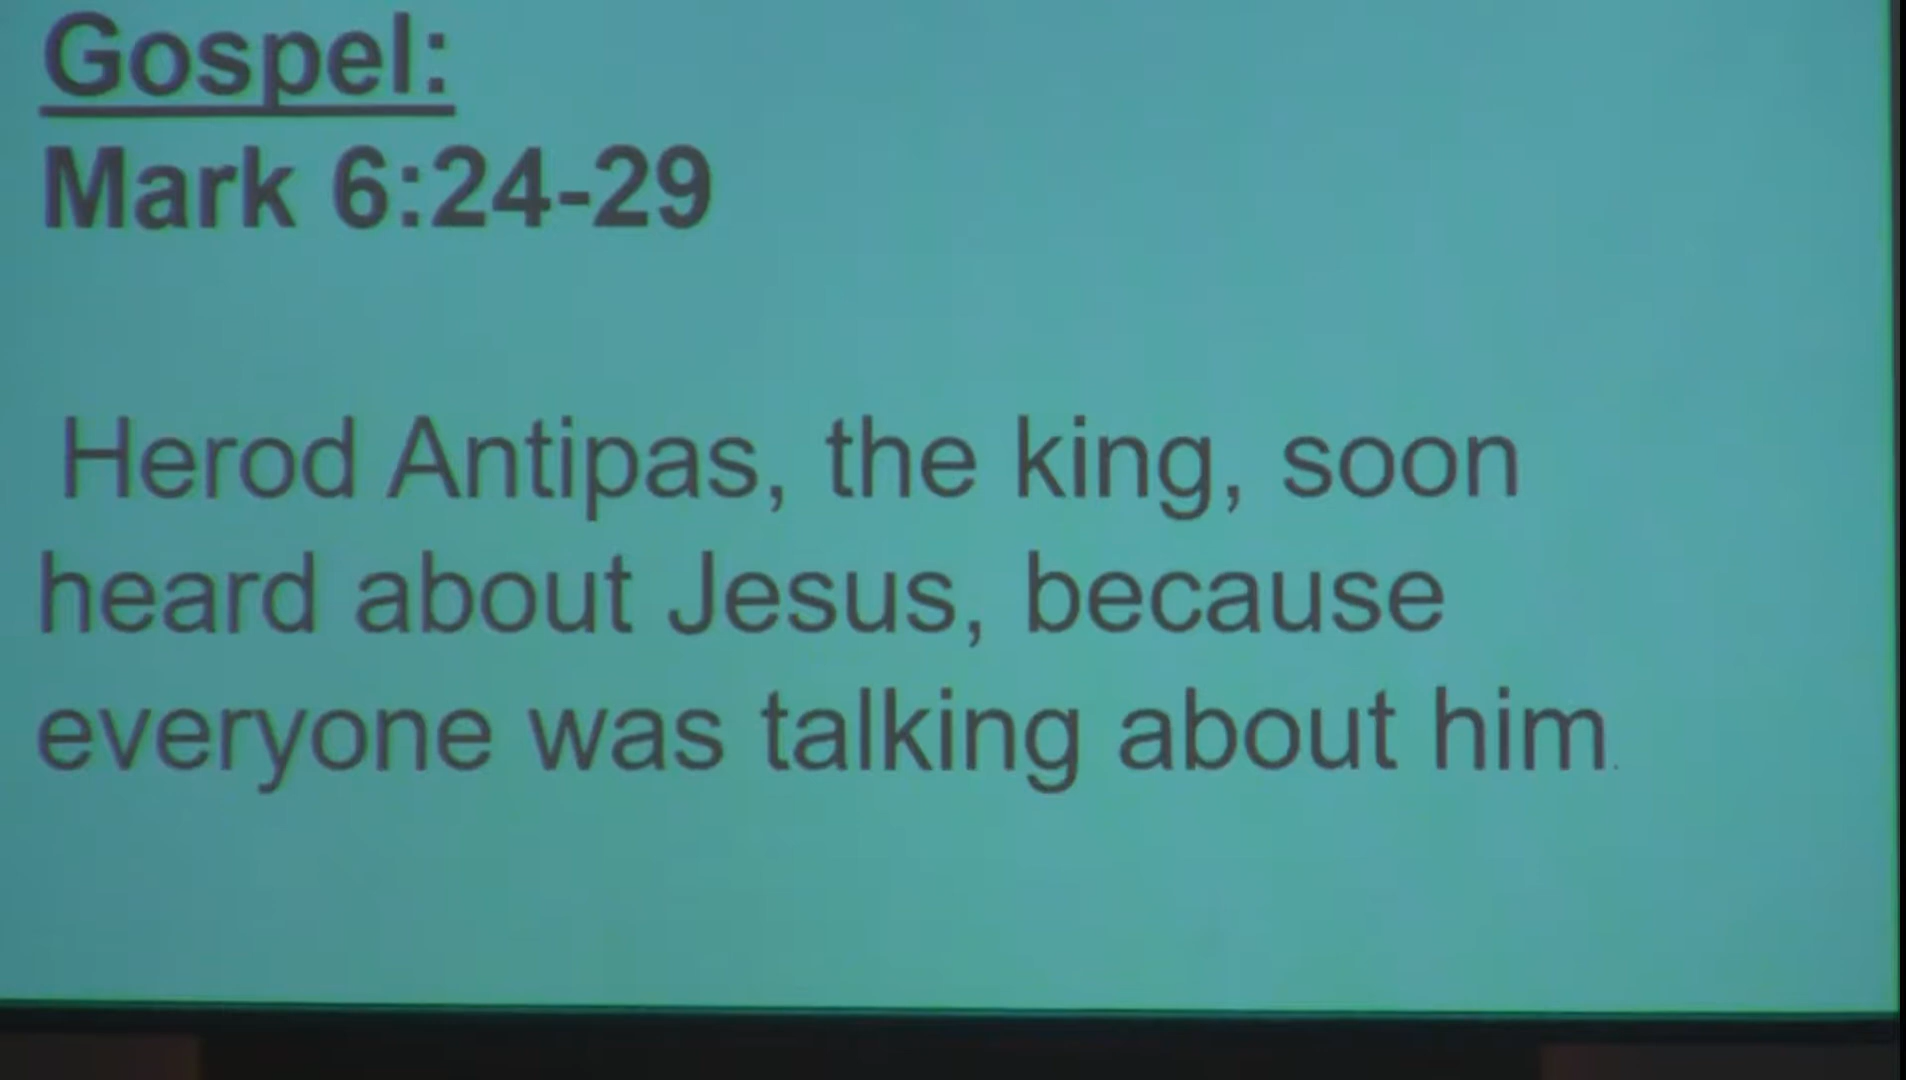 Gospel:
Mark 6:24-29
Herod Antipas, the king, soon
heard about Jesus, because
everyone was talking about him.